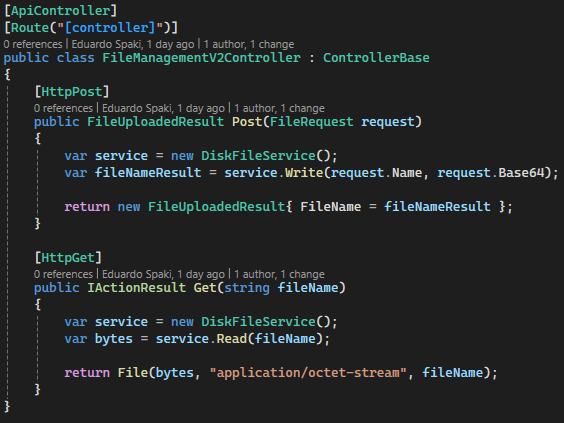 [ApiController]
[Route("[controller]")]
0 references | Eduardo Spaki, 1 day ago | 1 author, 1 change
public class FileManagementV2Controller : ControllerBase
{
    [HttpPost]
    0 references | Eduardo Spaki, 1 day ago | 1 author, 1 change
    public FileUploadedResult Post(FileRequest request)
    {
        var service = new DiskFileService();
        var fileNameResult = service.Write(request.Name, request.Base64);

        return new FileUploadedResult{ FileName = fileNameResult };
    }

    [HttpGet]
    0 references | Eduardo Spaki, 1 day ago | 1 author, 1 change
    public IActionResult Get(string fileName)
    {
        var service = new DiskFileService();
        var bytes = service.Read(fileName);

        return File(bytes, "application/octet-stream", fileName);
    }
}